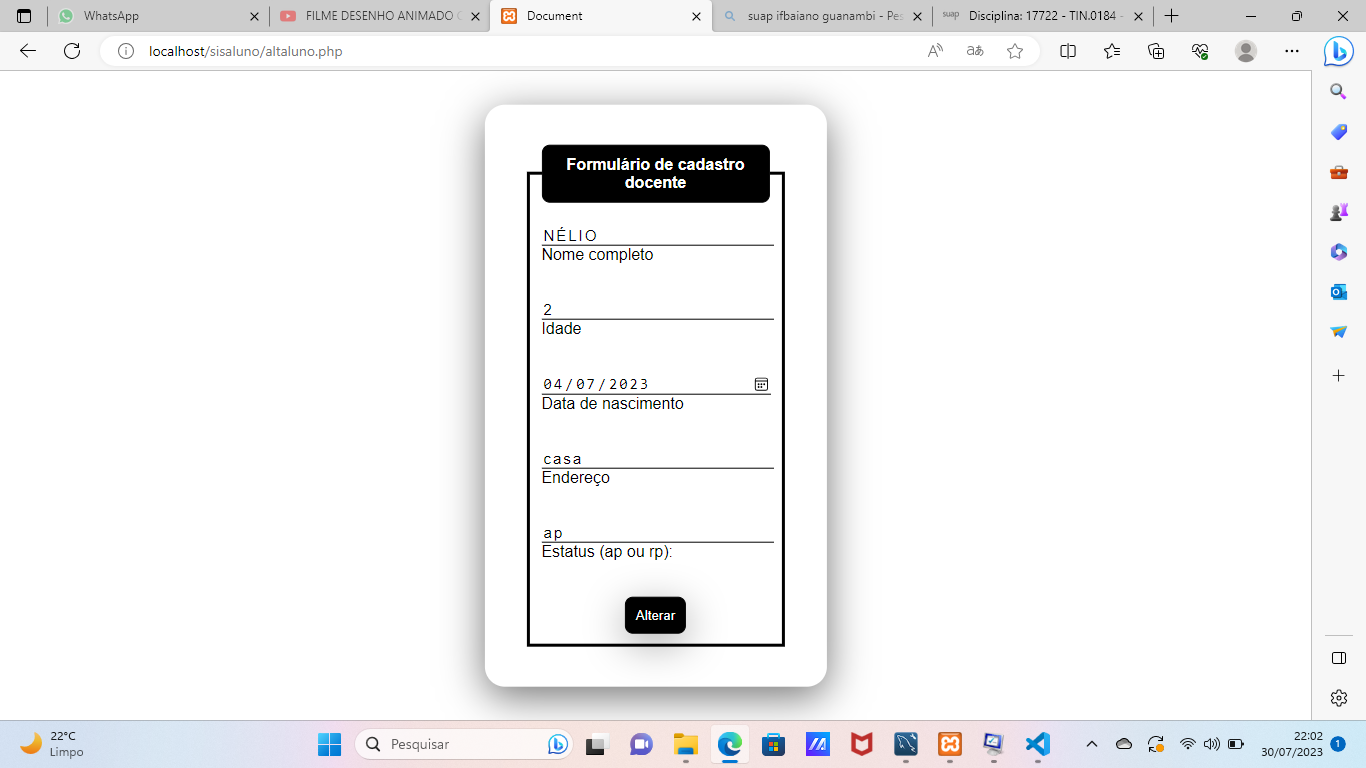 WhatsApp
FILME DESENHO ANIMADO
Document
suap ifbaiano guanambi - Pes
suap
Disciplina: 17722 - TIN.0184 -
localhost/sisaluno/altaluno.php
Formulário de cadastro
docente
NÉLIO
Nome completo
2
Idade
04/07/2023
Data de nascimento
casa
Endereço
ap
Estatus (ap ou rp):
Alterar
22°C
Limpo
Pesquisar
22:02
30/07/2023
1